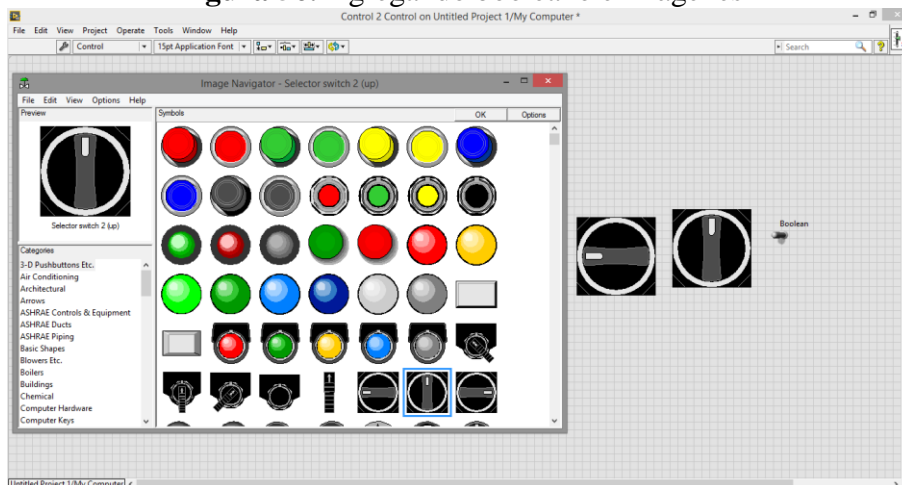 Control 2 Control on Untitled Project 1/My Computer *
File Edit View Project Operate Tools Window Help
Control
15pt Application Font
Search
Image Navigator - Selector switch 2 (up)
File Edit View Options Help
Preview
Symbols
OK
Options
Selector switch 2 (up)
Boolean
Categories
3-D Pushbuttons Etc.
Air Conditioning
Architectural
Arrows
ASHRAE Controls & Equipment
ASHRAE Ducts
ASHRAE Piping
Basic Shapes
Blowers Etc.
Boilers
Buildings
Chemical
Computer Hardware
Computer Keys
Untitled Project 1/My Computer